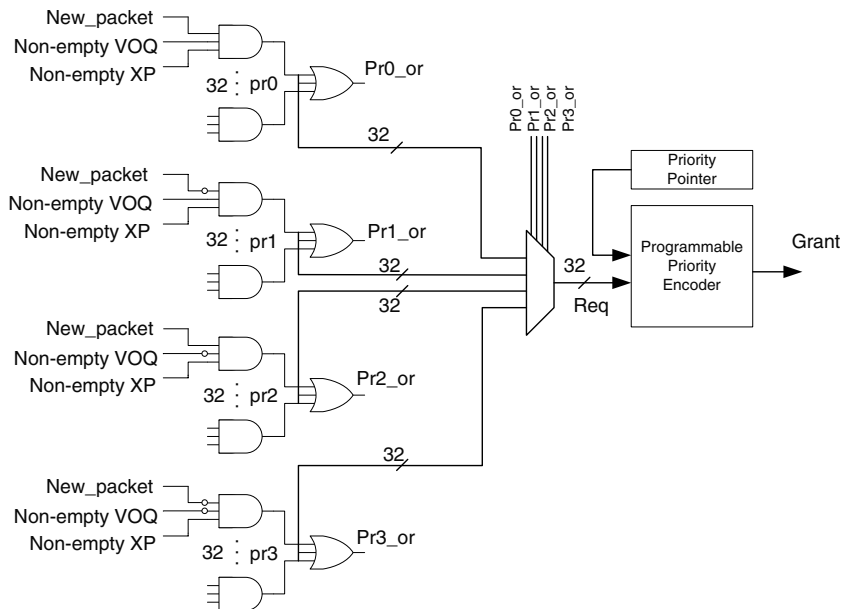 New_packet
Non-empty VOQ
Non-empty XP
32 pr0
Pr0_or
32
New_packet
Non-empty VOQ
Non-empty XP
32 pr1
Pr1_or
32
32
New_packet
Non-empty VOQ
Non-empty XP
32 pr2
Pr2_or
32
New_packet
Non-empty VOQ
Non-empty XP
32 pr3
Pr3_or
Pr0_or
Pr1_or
Pr2_or
Pr3_or
Priority
Pointer
Programmable
Priority
Encoder
32
Req
Grant